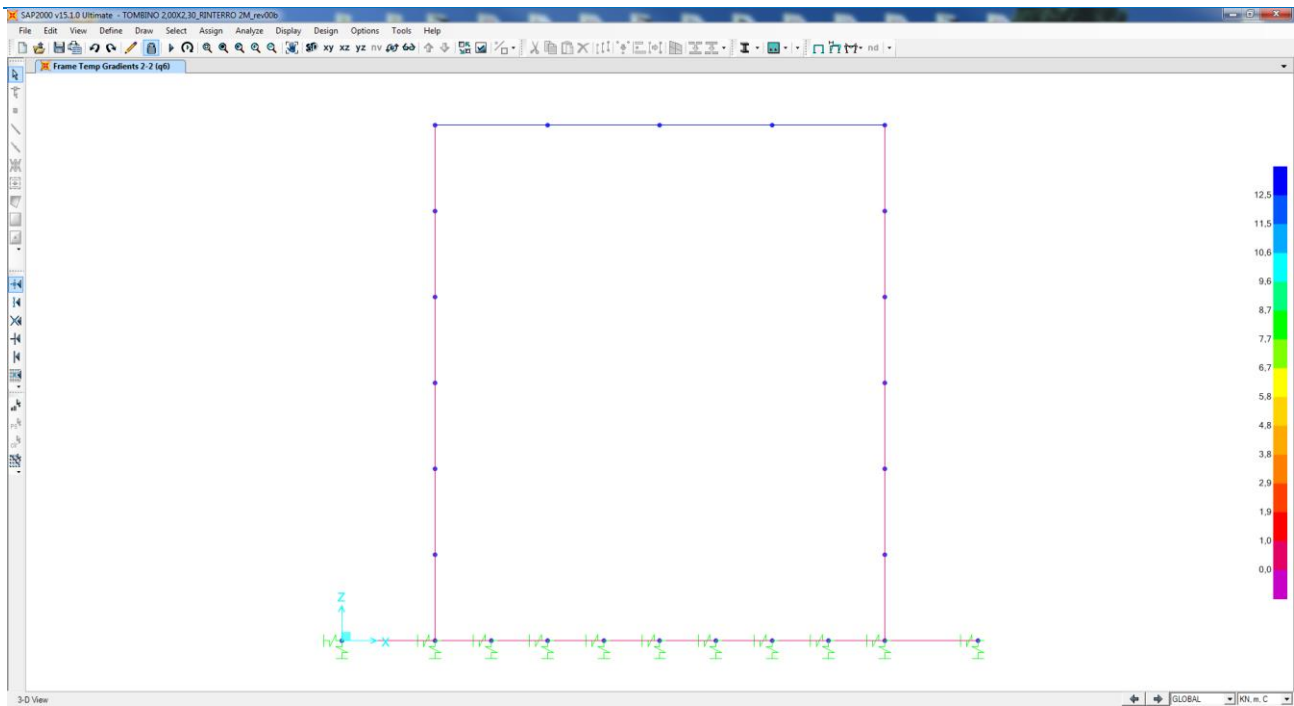 SAP2000 v15.1.0 Ultimate - TOMBINO 2,00X2,30_RINTERRO 2M_rev00b
File Edit View Define Draw Select Assign Analyze Display Design Options Tools Help
xy xz yz nv nd
Frame Temp Gradients 2-2 (q6)
12,5
11,5
10,6
9,6
8,7
7,7
6,7
5,8
4,8
3,8
2,9
1,9
1,0
0,0
Z
X
3-D View GLOBAL KN, m, C